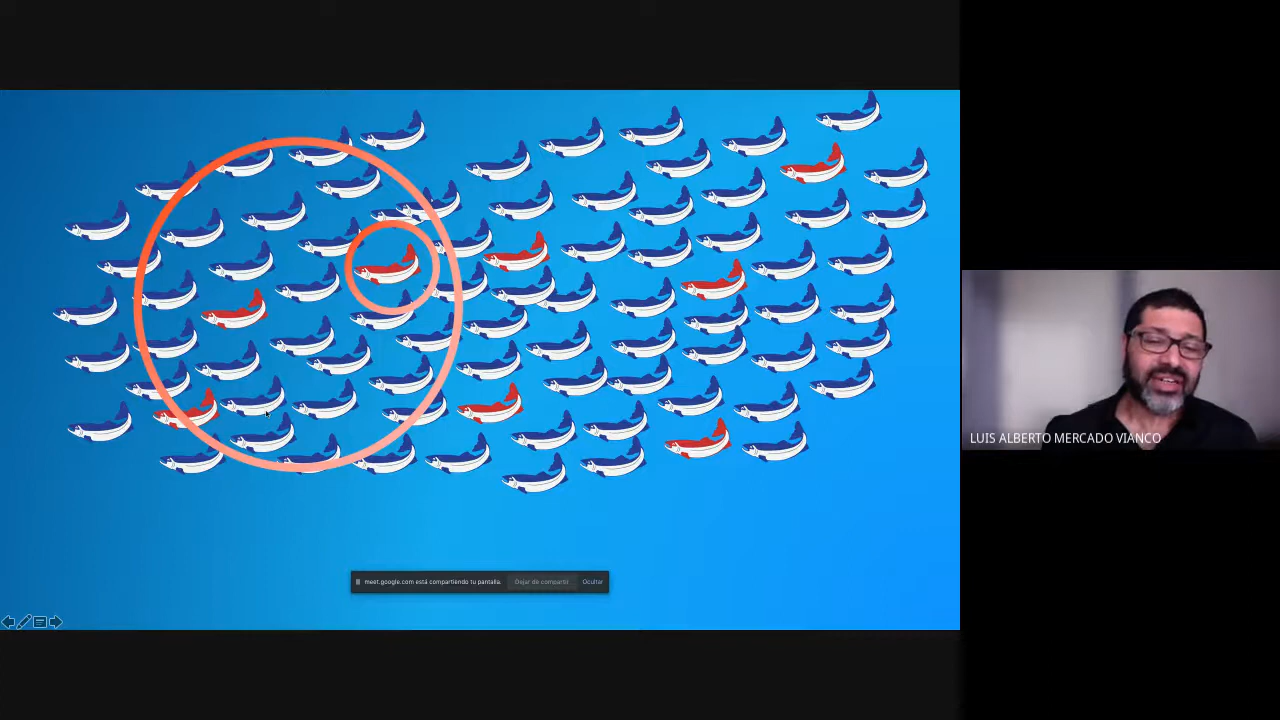 meet.google.com está compartiendo tu pantalla.
Dejar de compartir
Ocultar
LUIS ALBERTO MERCADO VIANCO